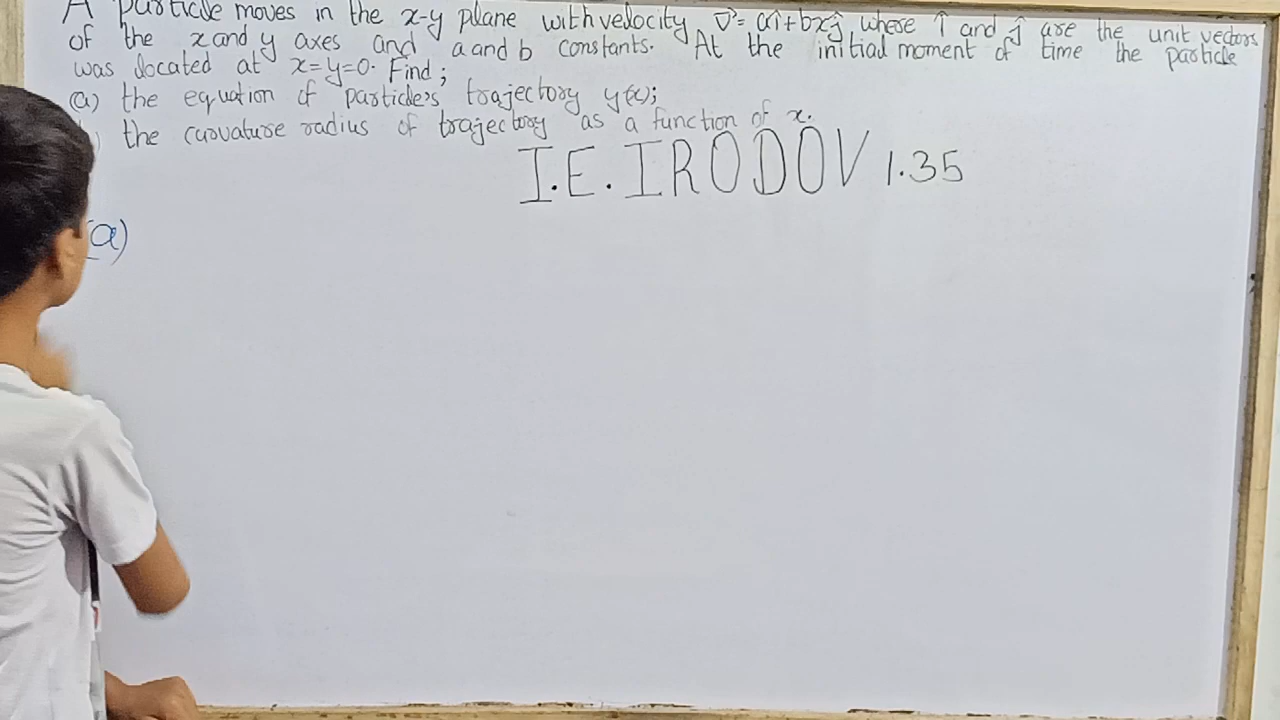 A particle moves in the x-y plane with velocity v⃗ = aî+bxĵ where î and ĵ are the unit vectors
of the x and y axes and a and b constants. At the initial moment of time the particle
was located at x=y=0. Find;
(a) the equation of particle's trajectory y(x);
) the curvature radius of trajectory as a function of x.
I.E. IRODOV 1.35
(a)